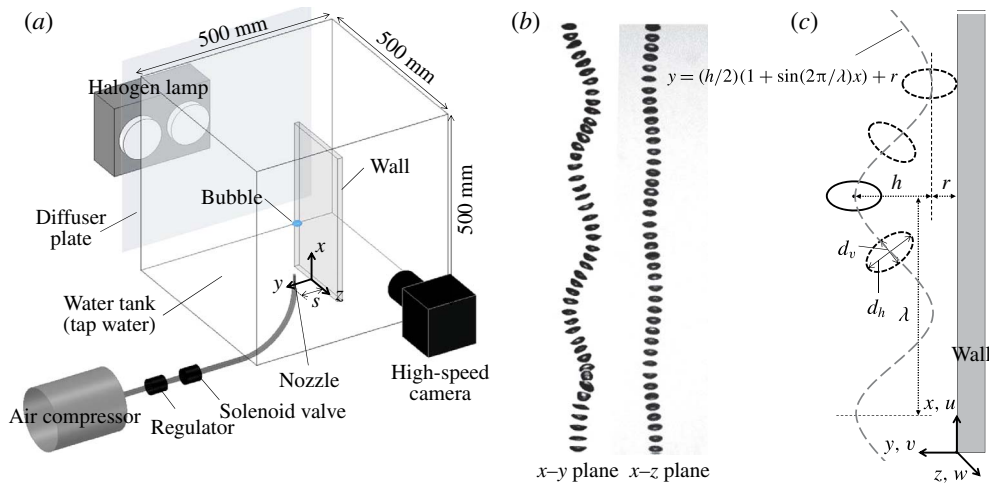 (a)
500 mm
500 mm
Halogen lamp
Wall
Bubble
500 mm
Diffuser
plate
x
y
s
z
Water tank
(tap water)
Nozzle
High-speed
camera
Solenoid valve
Air compressor
Regulator
(b)
x–y plane
x–z plane
(c)
y = (h/2)(1 + sin(2π/λ)x) + r
h
r
d_v
d_h
λ
Wall
x, u
y, v
z, w